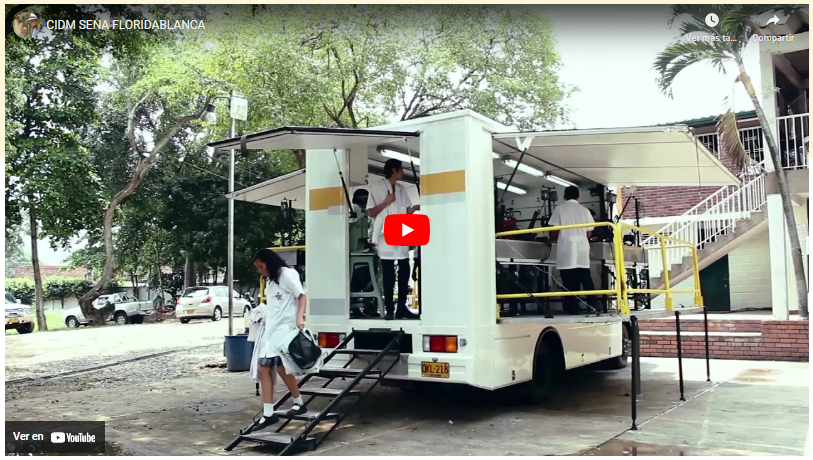 CIDM SENA FLORIDABLANCA
Ver más ta...
Compartir
OKL-218
Ver en YouTube